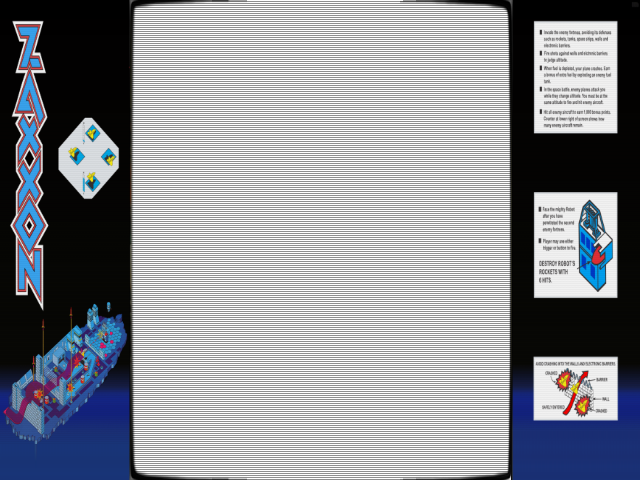 ZAXXON
Invade the enemy fortress, avoiding its defenses
such as rockets, tanks, space ships, walls and
electronic barriers.
Fire shots against walls and electronic barriers
to judge altitude.
When fuel is depleted, your plane crashes. Earn
a bonus of extra fuel by exploding an enemy fuel
tank.
In the space battle, enemy planes attack you
while they change altitude. You must be at the
same altitude to fire and hit enemy aircraft.
Hit all enemy aircraft to earn 1,000 bonus points.
Counter at lower right of screen shows how
many enemy aircraft remain.
Face the mighty Robot
after you have
penetrated the second
enemy fortress.
Player may use either
trigger or button to fire.
DESTROY ROBOT'S
ROCKETS WITH
6 HITS.
AVOID CRASHING INTO THE WALLS AND ELECTRONIC BARRIERS.
CRASHED
BARRIER
WALL
SAFELY ENTERED
CRASHED